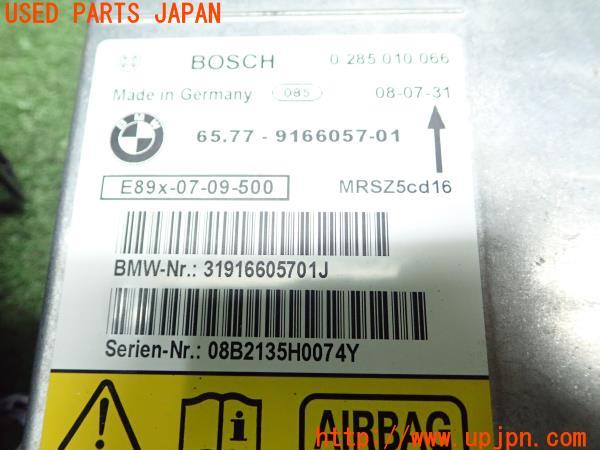 USED PARTS JAPAN
BOSCH 0 285 010 066
Made in Germany 085 08-07-31
BMW 65.77 - 9166057-01
E89x-07-09-500 MRSZ5cd16
BMW-Nr.: 31916605701J
Serien-Nr.: 08B2135H0074Y
AIRBAG
http://www.upjpn.com